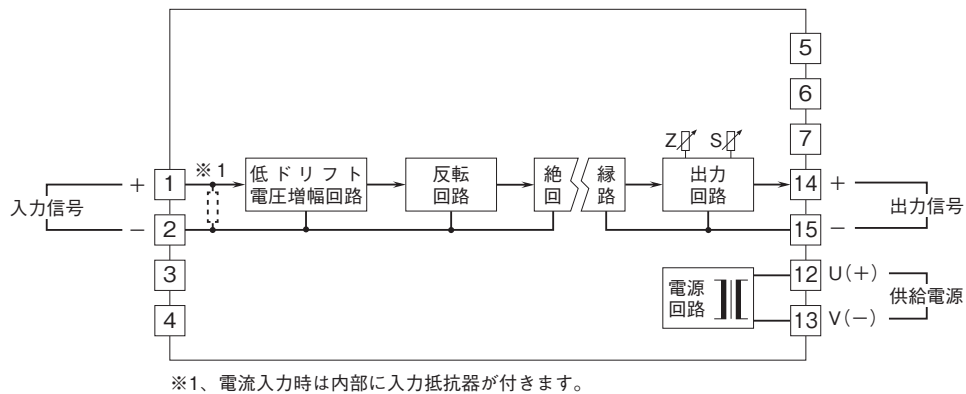 5
6
7
Z S
※1
＋ 1 低ドリフト電圧増幅回路 反転回路 絶縁回路 出力回路 14 ＋
入力信号 出力信号
－ 2 15 －
3 電源回路 12 U(＋)
供給電源
4 13 V(－)
※1、電流入力時は内部に入力抵抗器が付きます。